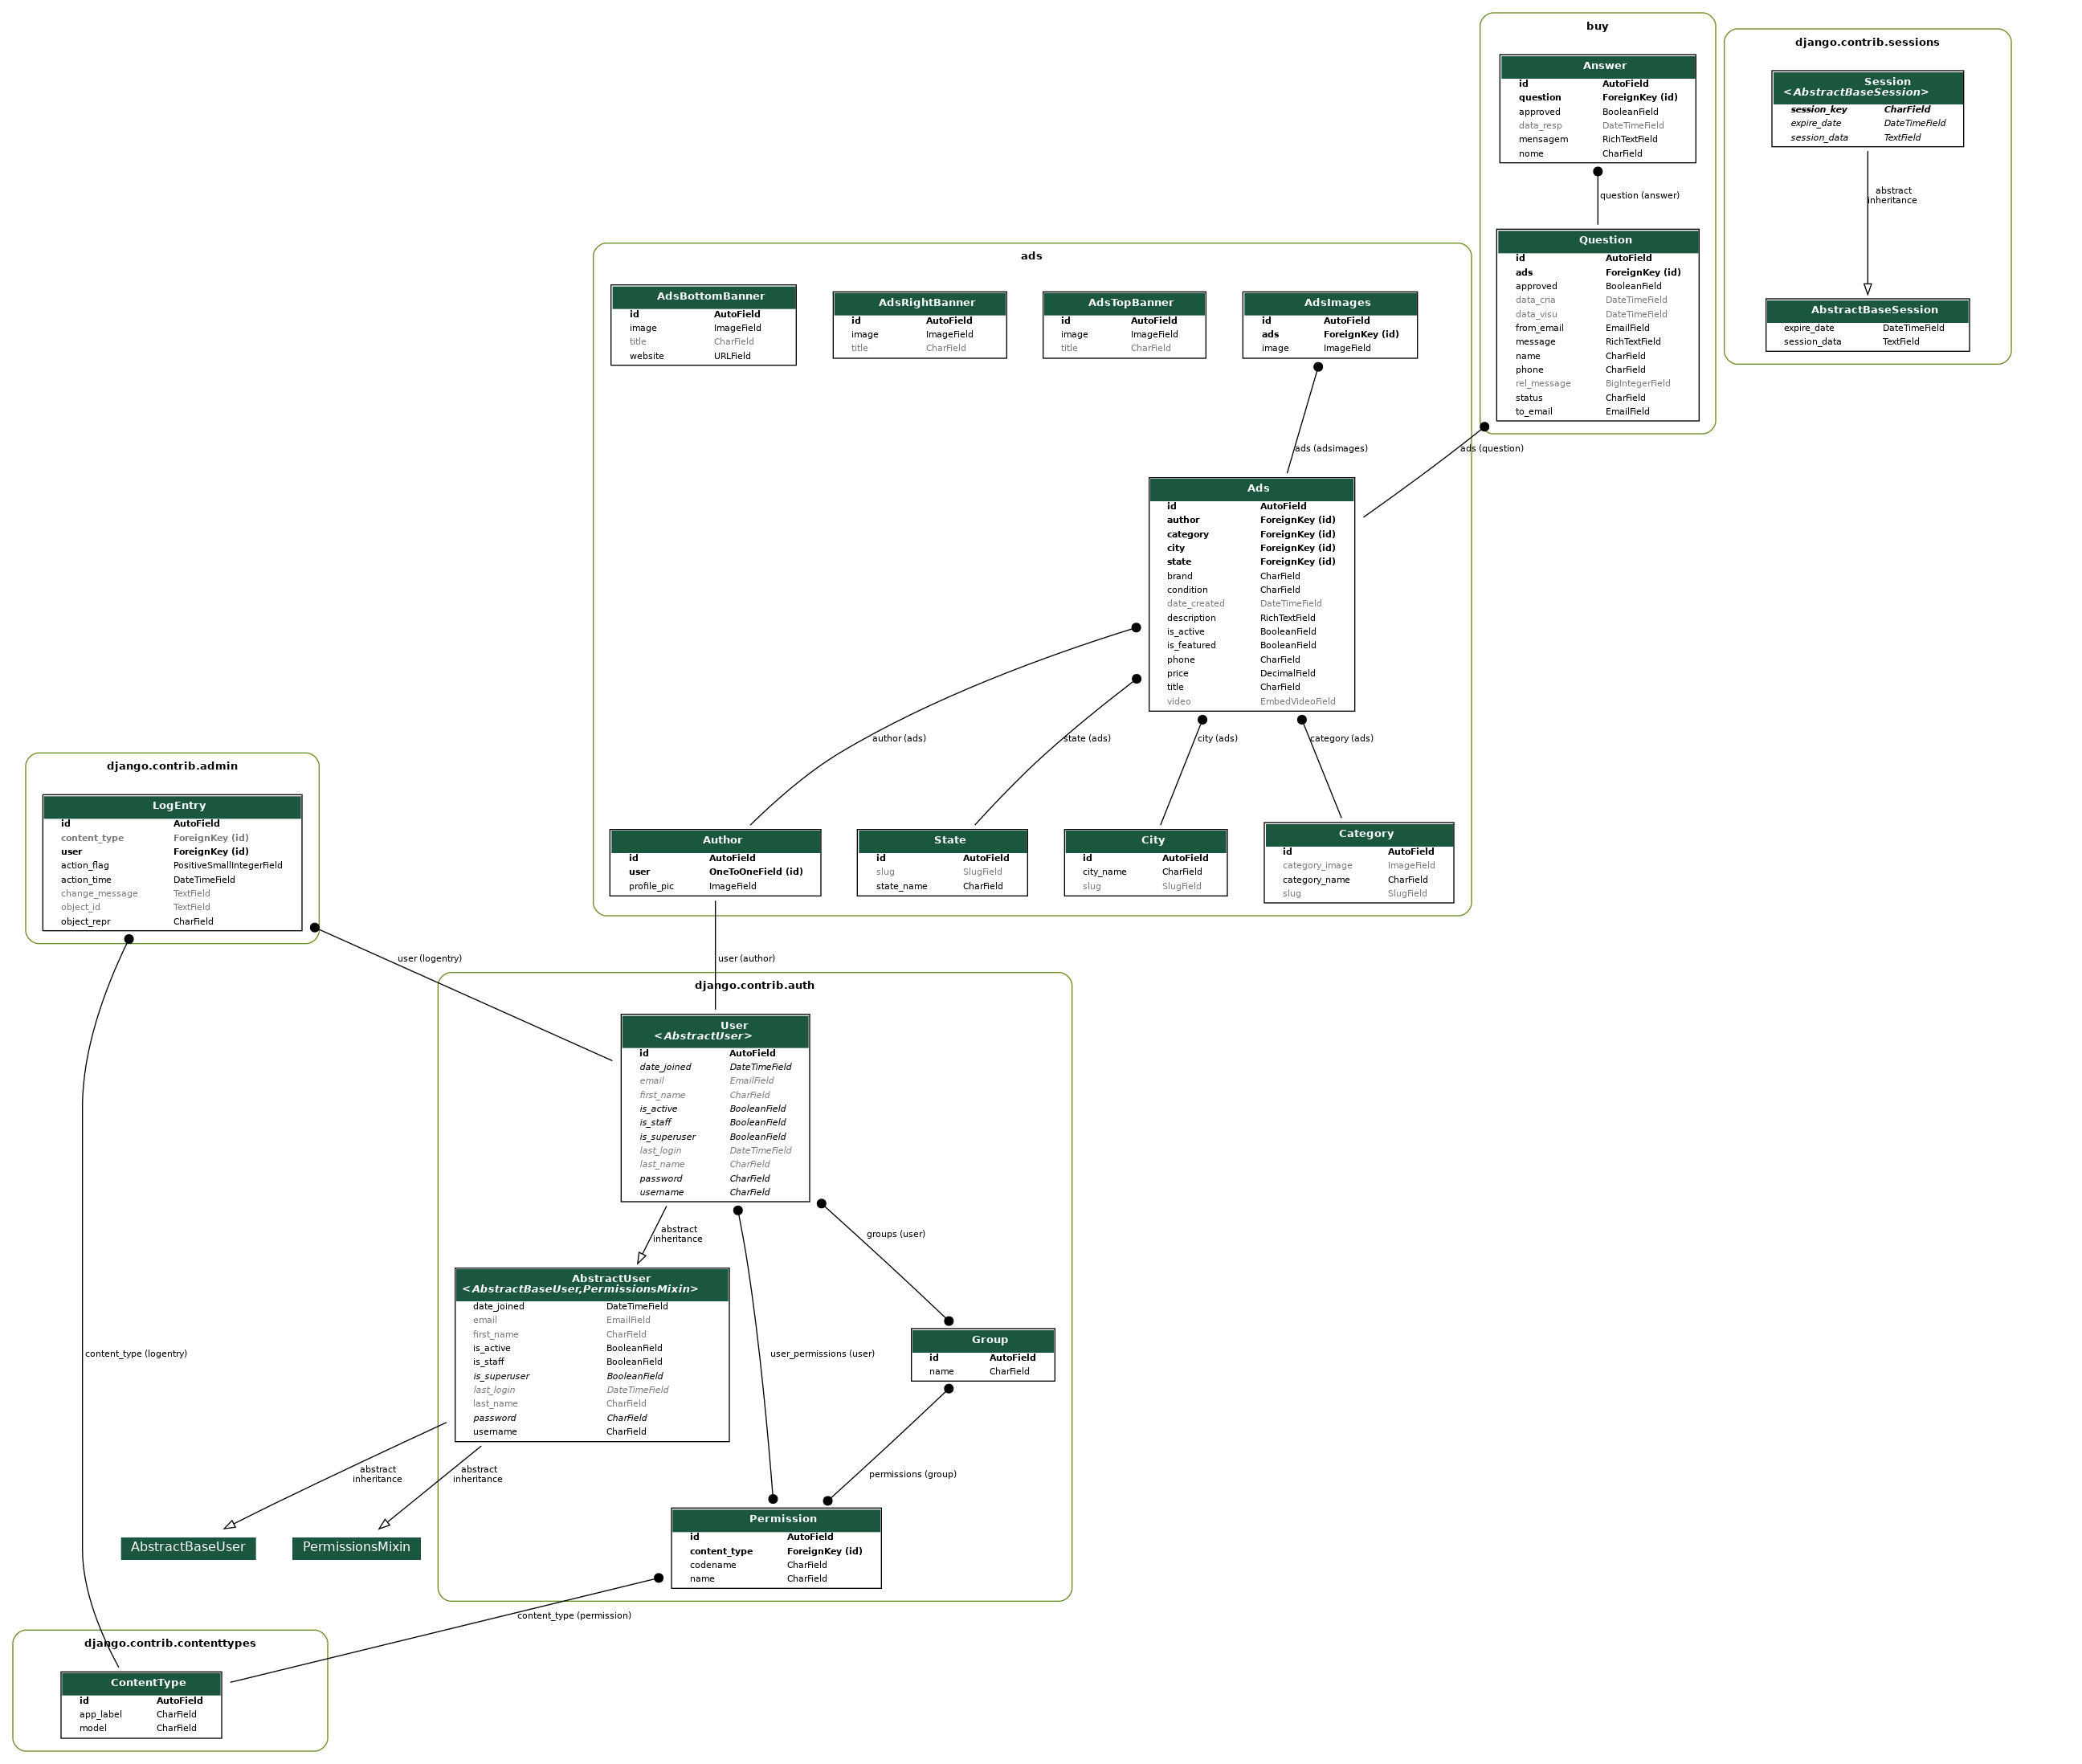 buy
Answer
id AutoField
question ForeignKey (id)
approved BooleanField
data_resp DateTimeField
mensagem RichTextField
nome CharField
question (answer)
Question
id AutoField
ads ForeignKey (id)
approved BooleanField
data_cria DateTimeField
data_visu DateTimeField
from_email EmailField
message RichTextField
name CharField
phone CharField
rel_message BigIntegerField
status CharField
to_email EmailField
ads (question)
django.contrib.sessions
Session
<AbstractBaseSession>
session_key CharField
expire_date DateTimeField
session_data TextField
abstract
inheritance
AbstractBaseSession
expire_date DateTimeField
session_data TextField
ads
AdsBottomBanner
id AutoField
image ImageField
title CharField
website URLField
AdsRightBanner
id AutoField
image ImageField
title CharField
AdsTopBanner
id AutoField
image ImageField
title CharField
AdsImages
id AutoField
ads ForeignKey (id)
image ImageField
ads (adsimages)
Ads
id AutoField
author ForeignKey (id)
category ForeignKey (id)
city ForeignKey (id)
state ForeignKey (id)
brand CharField
condition CharField
date_created DateTimeField
description RichTextField
is_active BooleanField
is_featured BooleanField
phone CharField
price DecimalField
title CharField
video EmbedVideoField
author (ads)
state (ads)
city (ads)
category (ads)
Author
id AutoField
user OneToOneField (id)
profile_pic ImageField
State
id AutoField
slug SlugField
state_name CharField
City
id AutoField
city_name CharField
slug SlugField
Category
id AutoField
category_image ImageField
category_name CharField
slug SlugField
django.contrib.admin
LogEntry
id AutoField
content_type ForeignKey (id)
user ForeignKey (id)
action_flag PositiveSmallIntegerField
action_time DateTimeField
change_message TextField
object_id TextField
object_repr CharField
user (logentry)
user (author)
django.contrib.auth
User
<AbstractUser>
id AutoField
date_joined DateTimeField
email EmailField
first_name CharField
is_active BooleanField
is_staff BooleanField
is_superuser BooleanField
last_login DateTimeField
last_name CharField
password CharField
username CharField
abstract
inheritance
groups (user)
AbstractUser
<AbstractBaseUser,PermissionsMixin>
date_joined DateTimeField
email EmailField
first_name CharField
is_active BooleanField
is_staff BooleanField
is_superuser BooleanField
last_login DateTimeField
last_name CharField
password CharField
username CharField
content_type (logentry)
user_permissions (user)
Group
id AutoField
name CharField
abstract
inheritance
abstract
inheritance
permissions (group)
AbstractBaseUser
PermissionsMixin
Permission
id AutoField
content_type ForeignKey (id)
codename CharField
name CharField
content_type (permission)
django.contrib.contenttypes
ContentType
id AutoField
app_label CharField
model CharField